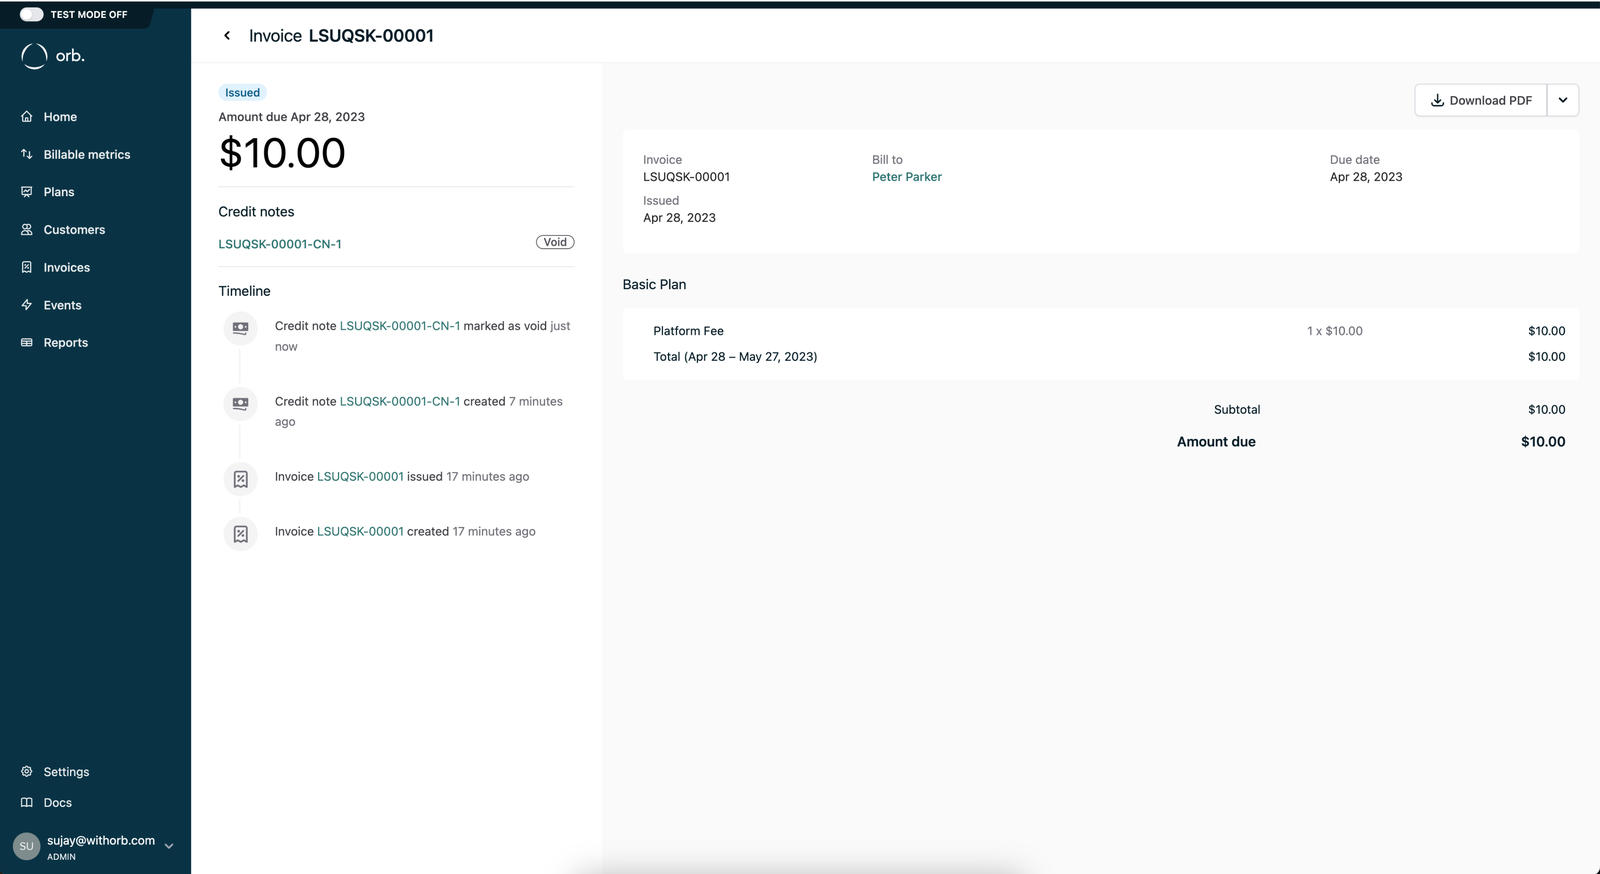 TEST MODE OFF
orb.
Home
Billable metrics
Plans
Customers
Invoices
Events
Reports
Settings
Docs
SU
sujay@withorb.com
ADMIN
Invoice LSUQSK-00001
Issued
Amount due Apr 28, 2023
$10.00
Credit notes
LSUQSK-00001-CN-1 Void
Timeline
Credit note LSUQSK-00001-CN-1 marked as void just
now
Credit note LSUQSK-00001-CN-1 created 7 minutes
ago
Invoice LSUQSK-00001 issued 17 minutes ago
Invoice LSUQSK-00001 created 17 minutes ago
Download PDF
Invoice Bill to Due date
LSUQSK-00001 Peter Parker Apr 28, 2023
Issued
Apr 28, 2023
Basic Plan
Platform Fee 1 x $10.00 $10.00
Total (Apr 28 – May 27, 2023) $10.00
Subtotal $10.00
Amount due $10.00